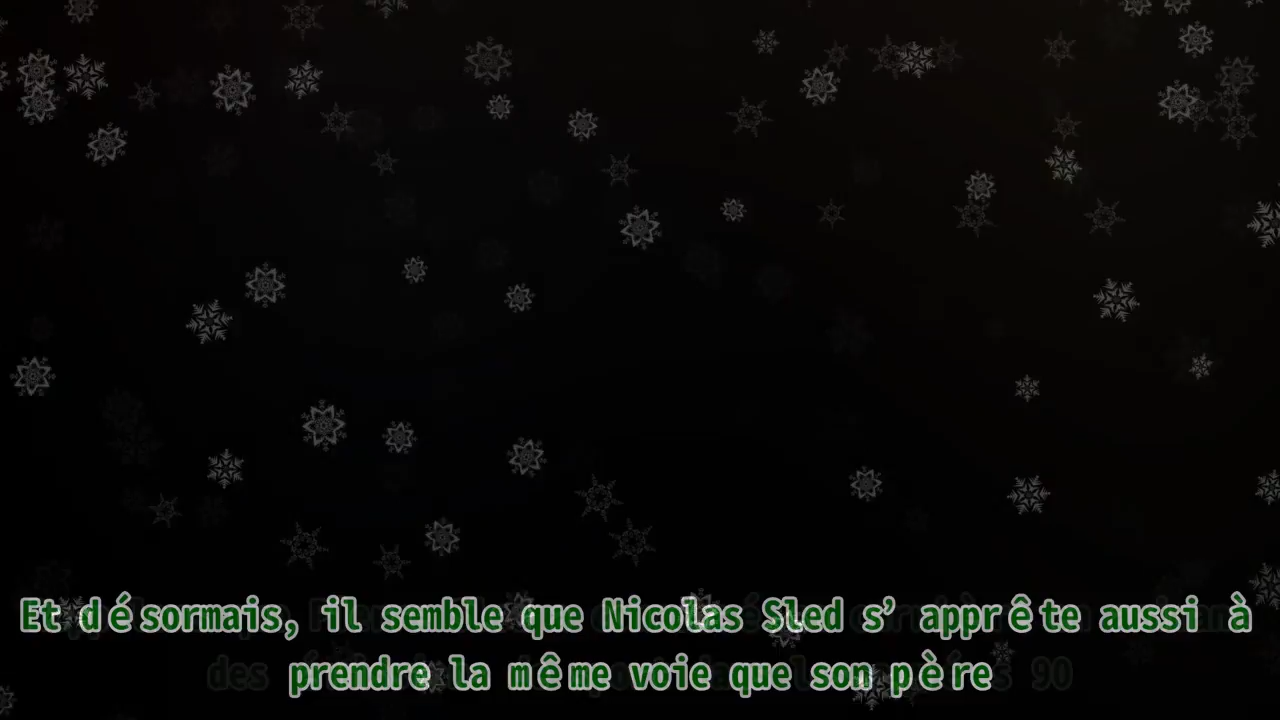 Et désormais, il semble que Nicolas Sled s’apprête aussi à
prendre la même voie que son père